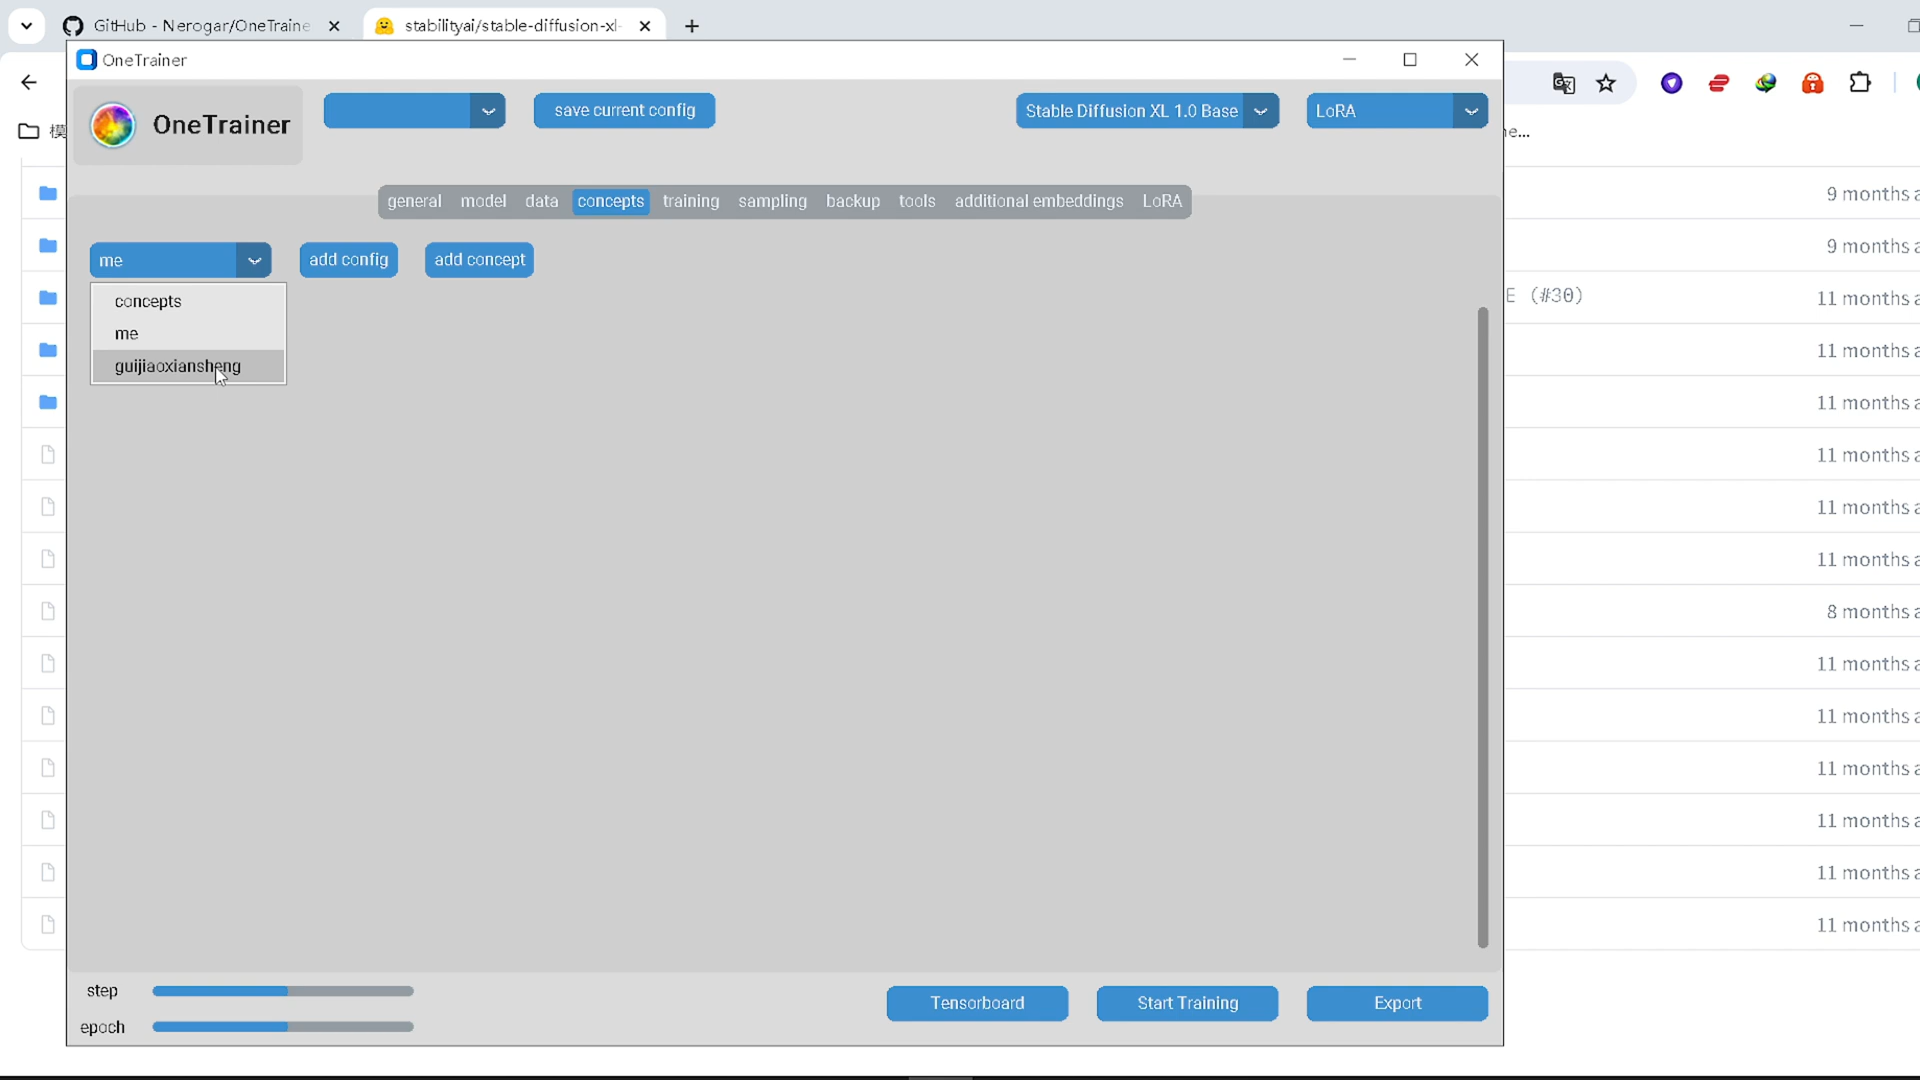 GitHub - Nerogar/OneTraine
stabilityai/stable-diffusion-xl-
OneTrainer
模
OneTrainer
save current config
Stable Diffusion XL 1.0 Base
LoRA
e...
general model data concepts training sampling backup tools additional embeddings LoRA
me
add config
add concept
concepts
me
guijiaoxiansheng
9 months a
9 months a
E (#30)
11 months a
11 months a
11 months a
11 months a
11 months a
11 months a
8 months a
11 months a
11 months a
11 months a
11 months a
11 months a
11 months a
step
epoch
Tensorboard
Start Training
Export